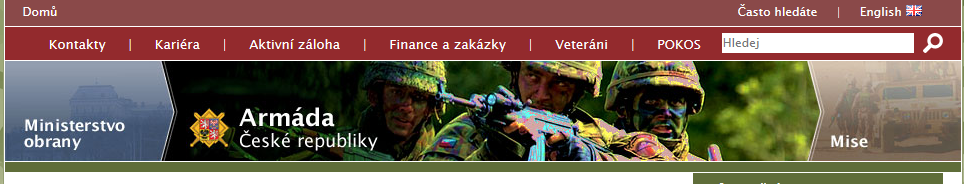 Domů
Často hledáte | English
Kontakty | Kariéra | Aktivní záloha | Finance a zakázky | Veteráni | POKOS
Hledej
Ministerstvo
obrany
Armáda
České republiky
Mise